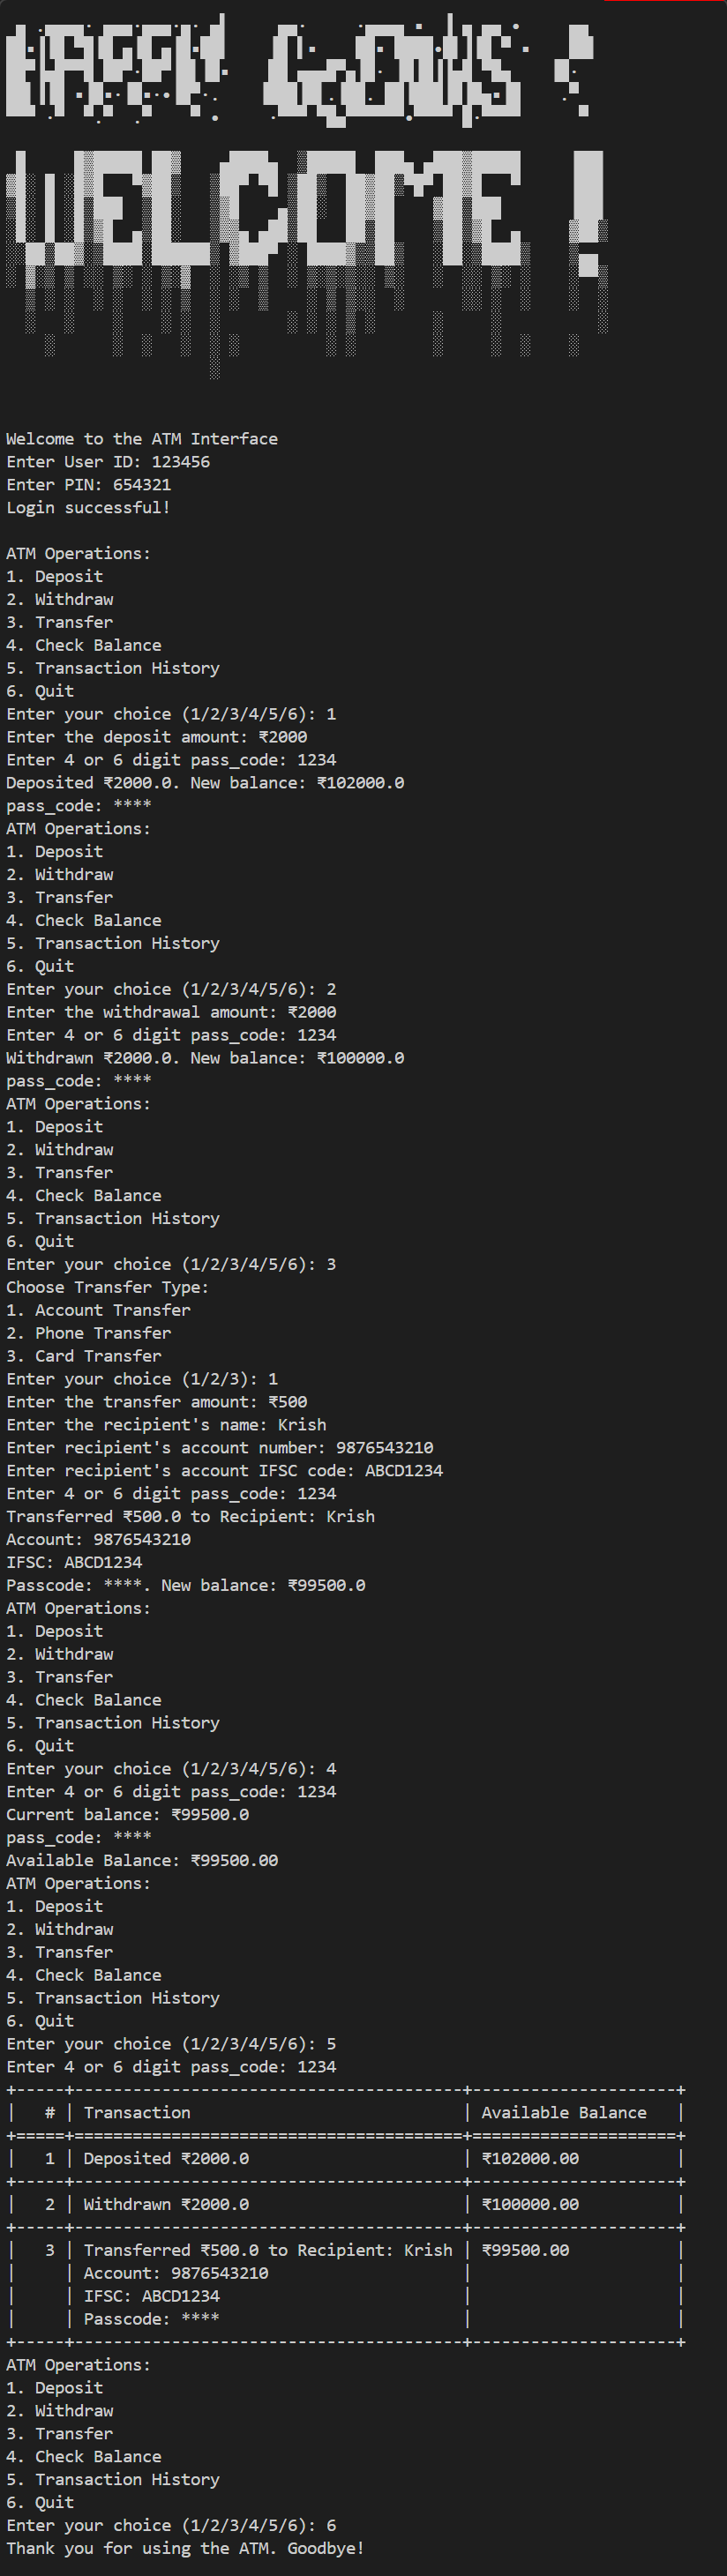 WELCOME!
Welcome to the ATM Interface
Enter User ID: 123456
Enter PIN: 654321
Login successful!
ATM Operations:
1. Deposit
2. Withdraw
3. Transfer
4. Check Balance
5. Transaction History
6. Quit
Enter your choice (1/2/3/4/5/6): 1
Enter the deposit amount: ₹2000
Enter 4 or 6 digit pass_code: 1234
Deposited ₹2000.0. New balance: ₹102000.0
pass_code: ****
ATM Operations:
1. Deposit
2. Withdraw
3. Transfer
4. Check Balance
5. Transaction History
6. Quit
Enter your choice (1/2/3/4/5/6): 2
Enter the withdrawal amount: ₹2000
Enter 4 or 6 digit pass_code: 1234
Withdrawn ₹2000.0. New balance: ₹100000.0
pass_code: ****
ATM Operations:
1. Deposit
2. Withdraw
3. Transfer
4. Check Balance
5. Transaction History
6. Quit
Enter your choice (1/2/3/4/5/6): 3
Choose Transfer Type:
1. Account Transfer
2. Phone Transfer
3. Card Transfer
Enter your choice (1/2/3): 1
Enter the transfer amount: ₹500
Enter the recipient's name: Krish
Enter recipient's account number: 9876543210
Enter recipient's account IFSC code: ABCD1234
Enter 4 or 6 digit pass_code: 1234
Transferred ₹500.0 to Recipient: Krish
Account: 9876543210
IFSC: ABCD1234
Passcode: ****. New balance: ₹99500.0
ATM Operations:
1. Deposit
2. Withdraw
3. Transfer
4. Check Balance
5. Transaction History
6. Quit
Enter your choice (1/2/3/4/5/6): 4
Enter 4 or 6 digit pass_code: 1234
Current balance: ₹99500.0
pass_code: ****
Available Balance: ₹99500.00
ATM Operations:
1. Deposit
2. Withdraw
3. Transfer
4. Check Balance
5. Transaction History
6. Quit
Enter your choice (1/2/3/4/5/6): 5
Enter 4 or 6 digit pass_code: 1234
# | Transaction | Available Balance
1 | Deposited ₹2000.0 | ₹102000.00
2 | Withdrawn ₹2000.0 | ₹100000.00
3 | Transferred ₹500.0 to Recipient: Krish | ₹99500.00
Account: 9876543210
IFSC: ABCD1234
Passcode: ****
ATM Operations:
1. Deposit
2. Withdraw
3. Transfer
4. Check Balance
5. Transaction History
6. Quit
Enter your choice (1/2/3/4/5/6): 6
Thank you for using the ATM. Goodbye!